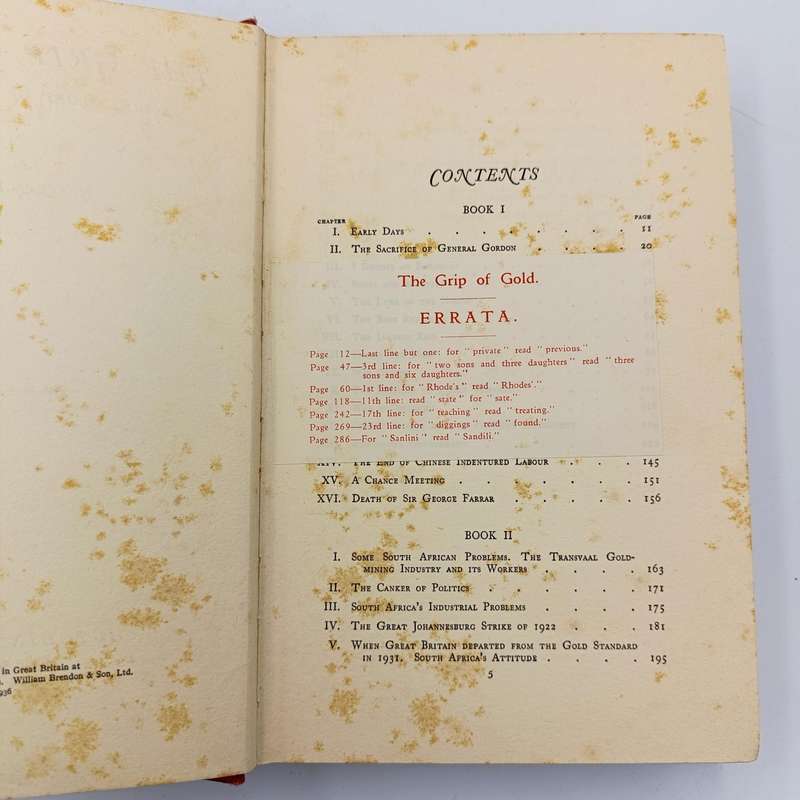 in Great Britain at
William Brendon & Son, Ltd.
936
CONTENTS
BOOK I
CHAPTER PAGE
I. EARLY DAYS . . . . . . . . 11
II. THE SACRIFICE OF GENERAL GORDON . . . . 20
The Grip of Gold.
ERRATA.
Page 12—Last line but one: for "private" read "previous."
Page 47—3rd line: for "two sons and three daughters" read "three
sons and six daughters."
Page 60—1st line: for "Rhode's" read "Rhodes'."
Page 118—11th line: read "state" for "sate."
Page 242—17th line: for "teaching" read "treating."
Page 269—23rd line: for "diggings" read "found."
Page 286—For "Sanlini" read "Sandili."
XIV. THE END OF CHINESE INDENTURED LABOUR . . . 145
XV. A CHANCE MEETING . . . . . . . 151
XVI. DEATH OF SIR GEORGE FARRAR . . . . . 156
BOOK II
I. SOME SOUTH AFRICAN PROBLEMS. THE TRANSVAAL GOLD-
MINING INDUSTRY AND ITS WORKERS . . . . 163
II. THE CANKER OF POLITICS . . . . . . 171
III. SOUTH AFRICA'S INDUSTRIAL PROBLEMS . . . . 175
IV. THE GREAT JOHANNESBURG STRIKE OF 1922 . . . 181
V. WHEN GREAT BRITAIN DEPARTED FROM THE GOLD STANDARD
IN 1931. SOUTH AFRICA'S ATTITUDE . . . . 195
5